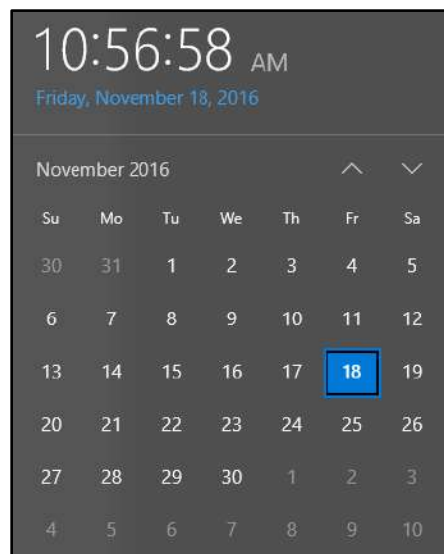 10:56:58 AM
Friday, November 18, 2016
November 2016
Su Mo Tu We Th Fr Sa
30 31 1 2 3 4 5
6 7 8 9 10 11 12
13 14 15 16 17 18 19
20 21 22 23 24 25 26
27 28 29 30 1 2 3
4 5 6 7 8 9 10